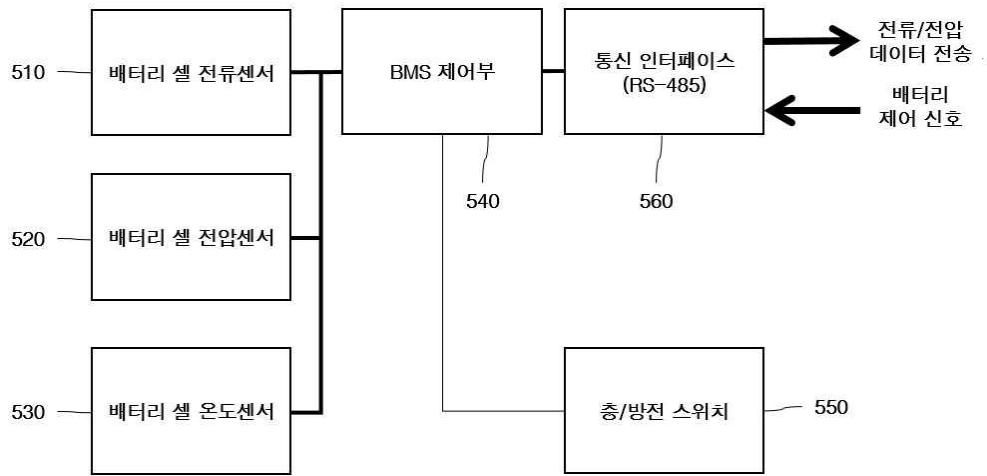 510
배터리 셀 전류센서
BMS 제어부
통신 인터페이스
(RS-485)
전류/전압
데이터 전송
배터리
제어 신호
540
560
520
배터리 셀 전압센서
530
배터리 셀 온도센서
층/방전 스위치
550